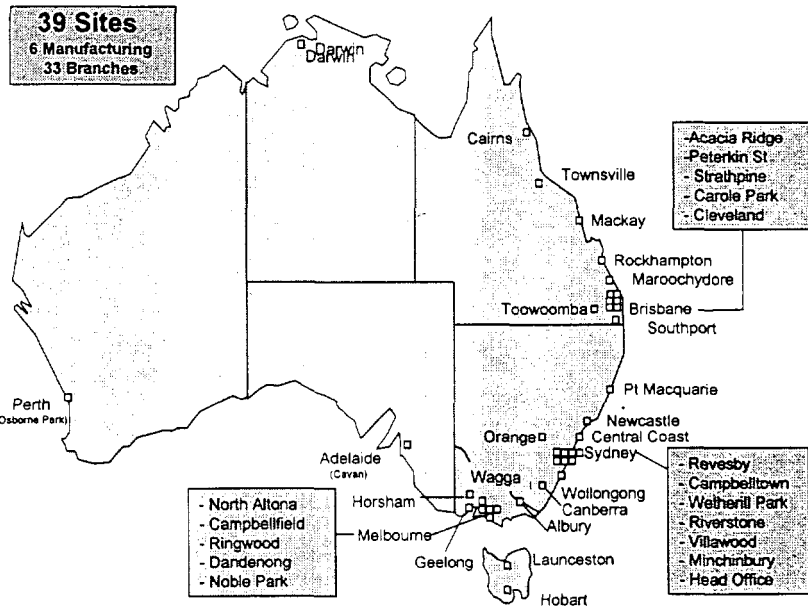 39 Sites
6 Manufacturing
33 Branches
Darwin
Darwin
Cairns
Townsville
Mackay
Rockhampton
Maroochydore
Toowoomba
Brisbane
Southport
-Acacia Ridge
-Peterkin St
- Strathpine
- Carole Park
- Cleveland
Pt Macquarie
Newcastle
Orange
Central Coast
Sydney
Perth
(Osborne Park)
Adelaide
(Cavan)
Wagga
Horsham
Wollongong
Canberra
Albury
Melbourne
Geelong
- North Altona
- Campbellfield
- Ringwood
- Dandenong
- Noble Park
- Revesby
- Campbelltown
- Wetherill Park
- Riverstone
- Villawood
- Minchinbury
- Head Office
Launceston
Hobart